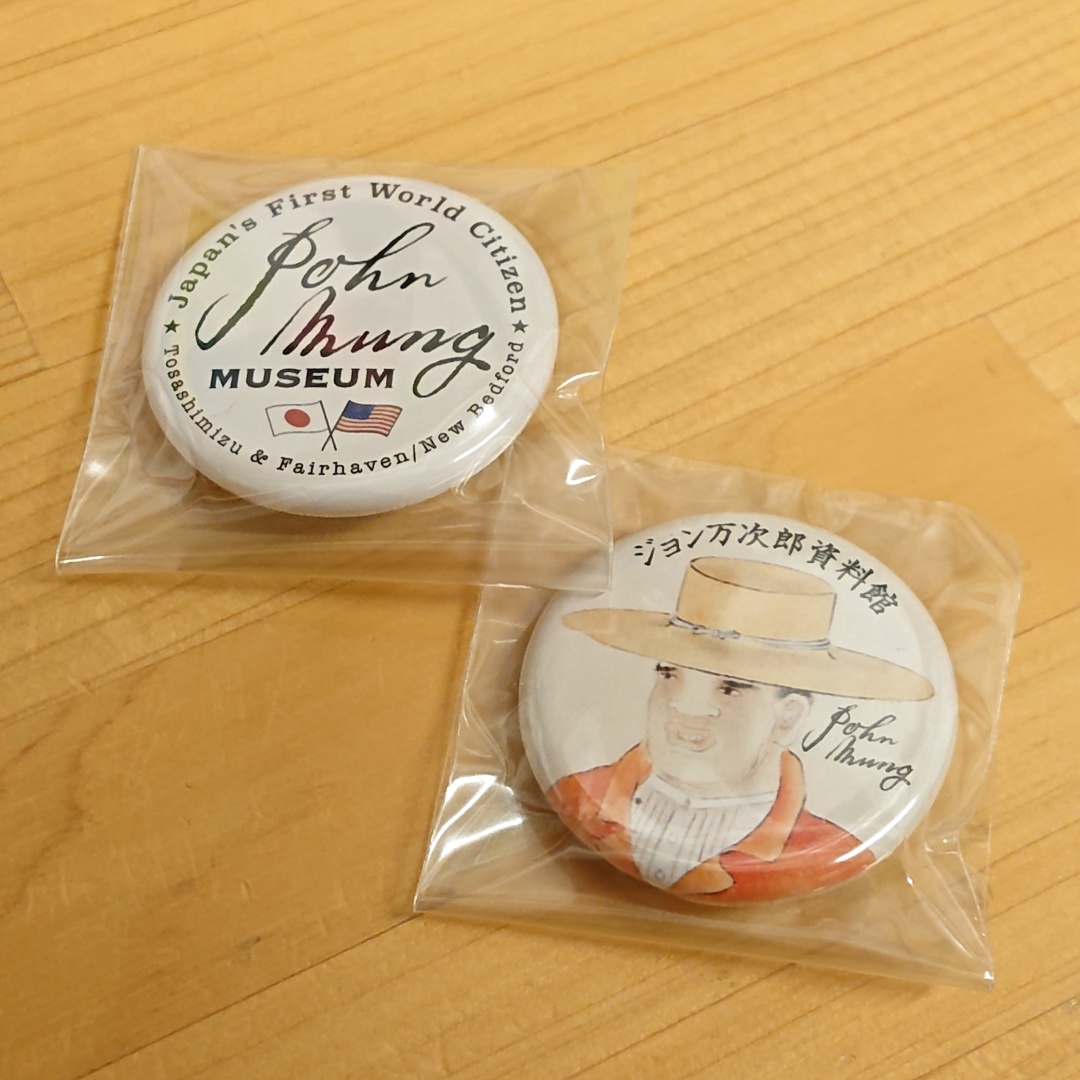 ★ Japan's First World Citizen ★
John
Mung
MUSEUM
Tosashimizu & Fairhaven/New Bedford
ジョン万次郎資料館
John
Mung